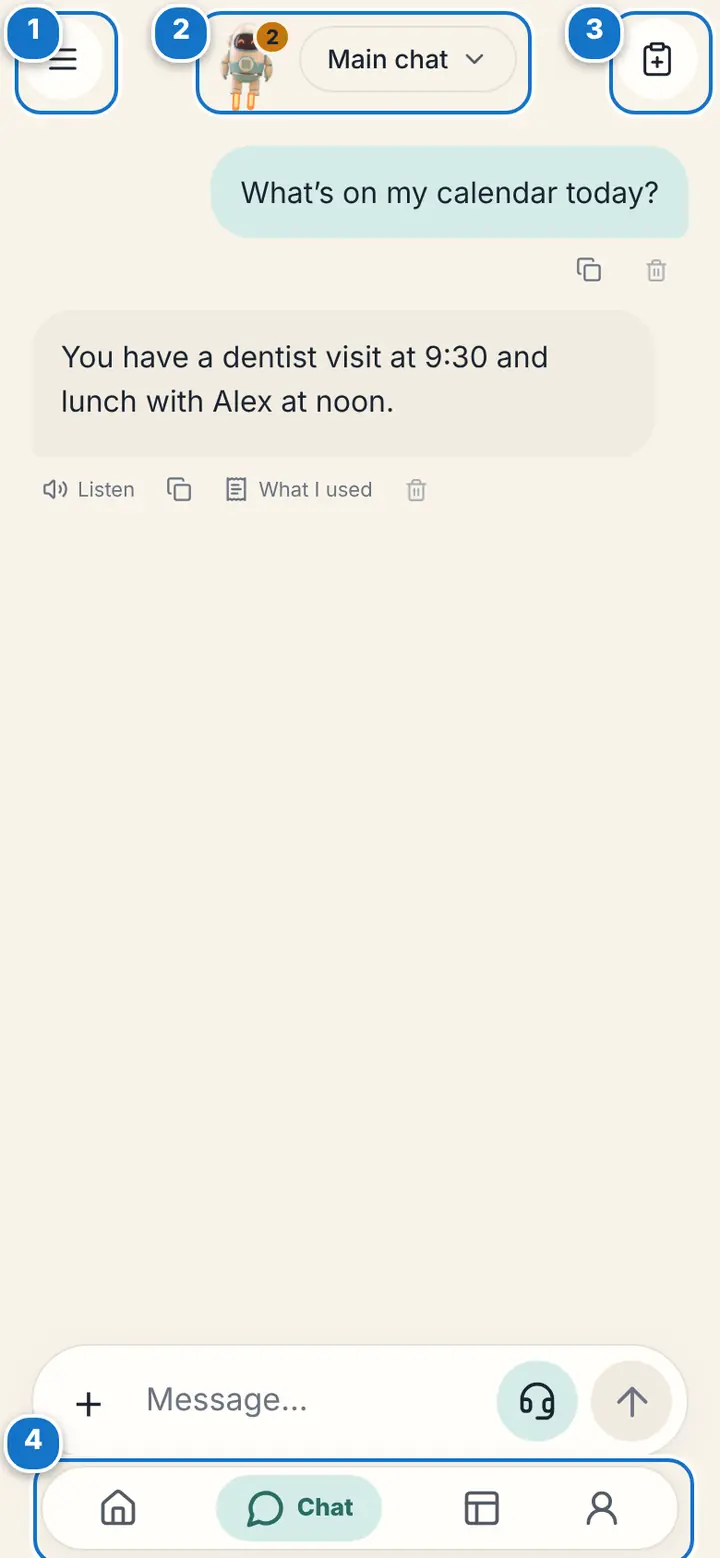 1
2
2
Main chat
3
What’s on my calendar today?
You have a dentist visit at 9:30 and
lunch with Alex at noon.
Listen
What I used
Message...
4
Chat